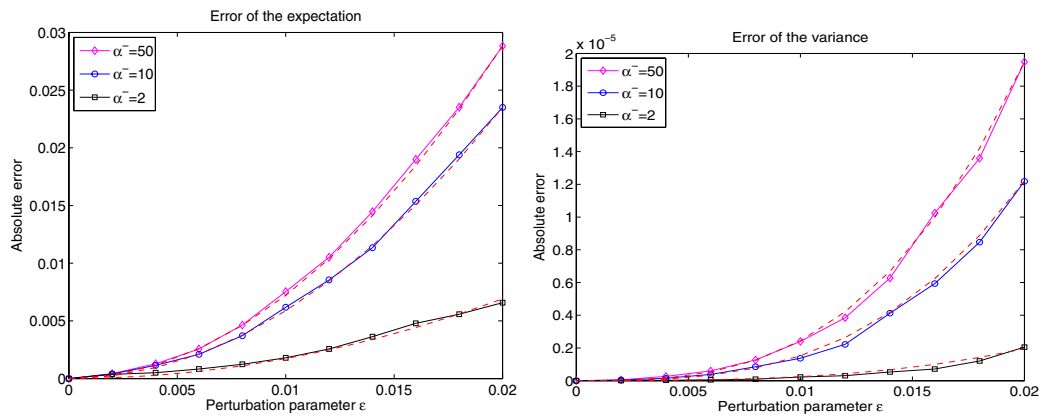 Error of the expectation
0.03
0.025
0.02
0.015
0.01
0.005
0
α⁻=50
α⁻=10
α⁻=2
Absolute error
0.005
0.01
0.015
0.02
Perturbation parameter ε
Error of the variance
x 10⁻⁵
2
1.8
1.6
1.4
1.2
1
0.8
0.6
0.4
0.2
0
α⁻=50
α⁻=10
α⁻=2
Absolute error
0
0.005
0.01
0.015
0.02
Perturbation parameter ε